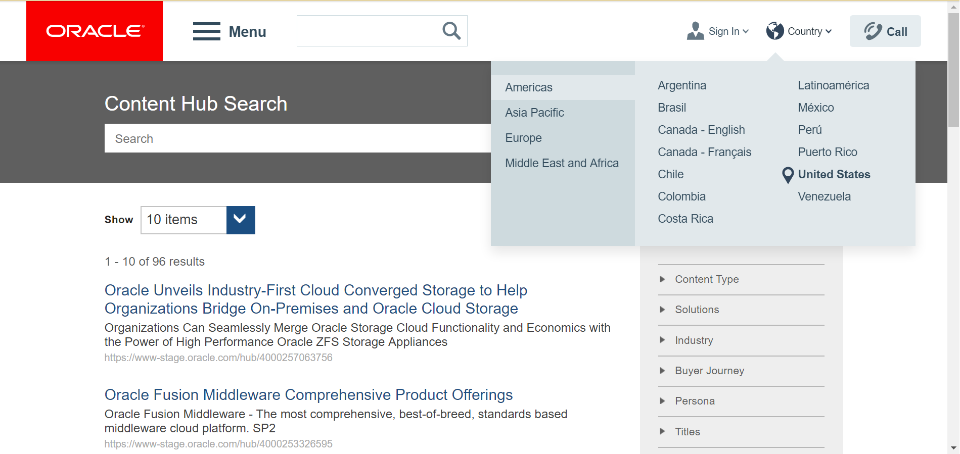 ORACLE
Menu
Sign In
Country
Call
Americas
Asia Pacific
Europe
Middle East and Africa
Argentina
Brasil
Canada - English
Canada - Français
Chile
Colombia
Costa Rica
Latinoamérica
México
Perú
Puerto Rico
United States
Venezuela
Content Hub Search
Search
Show
10 items
1 - 10 of 96 results
Oracle Unveils Industry-First Cloud Converged Storage to Help
Organizations Bridge On-Premises and Oracle Cloud Storage
Organizations Can Seamlessly Merge Oracle Storage Cloud Functionality and Economics with
the Power of High Performance Oracle ZFS Storage Appliances
https://www-stage.oracle.com/hub/4000257063756
Oracle Fusion Middleware Comprehensive Product Offerings
Oracle Fusion Middleware - The most comprehensive, best-of-breed, standards based
middleware cloud platform. SP2
https://www-stage.oracle.com/hub/4000253326595
Content Type
Solutions
Industry
Buyer Journey
Persona
Titles